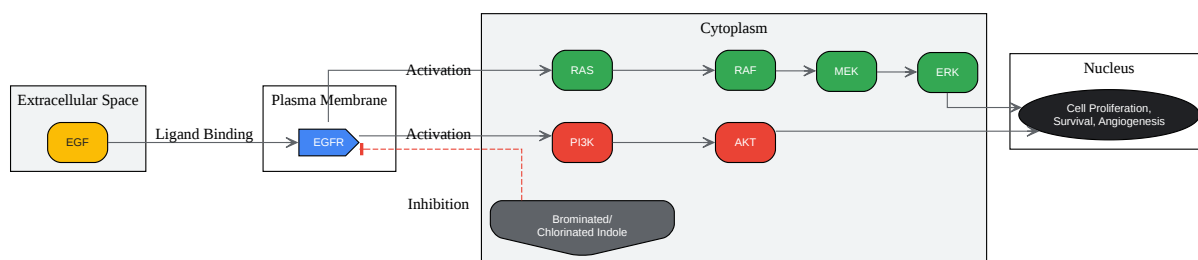 Extracellular Space
EGF
Ligand Binding
Plasma Membrane
EGFR
Activation
Activation
Inhibition
Cytoplasm
RAS
RAF
MEK
ERK
PI3K
AKT
Brominated/
Chlorinated Indole
Nucleus
Cell Proliferation,
Survival, Angiogenesis